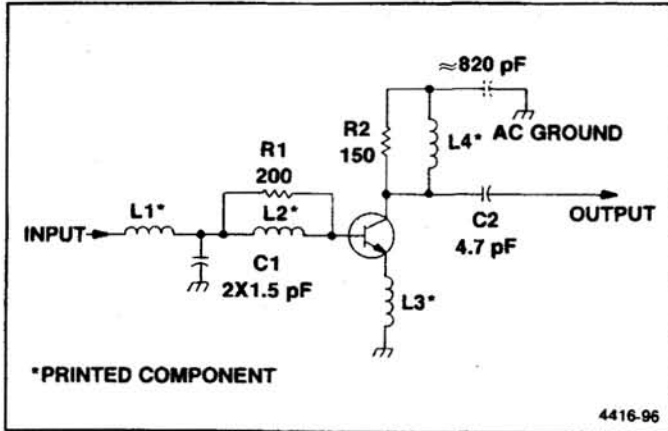 ≈820 pF
R2
150
L4*
AC GROUND
R1
200
L1*
L2*
INPUT
C2
4.7 pF
OUTPUT
C1
2X1.5 pF
L3*
*PRINTED COMPONENT
4416-96